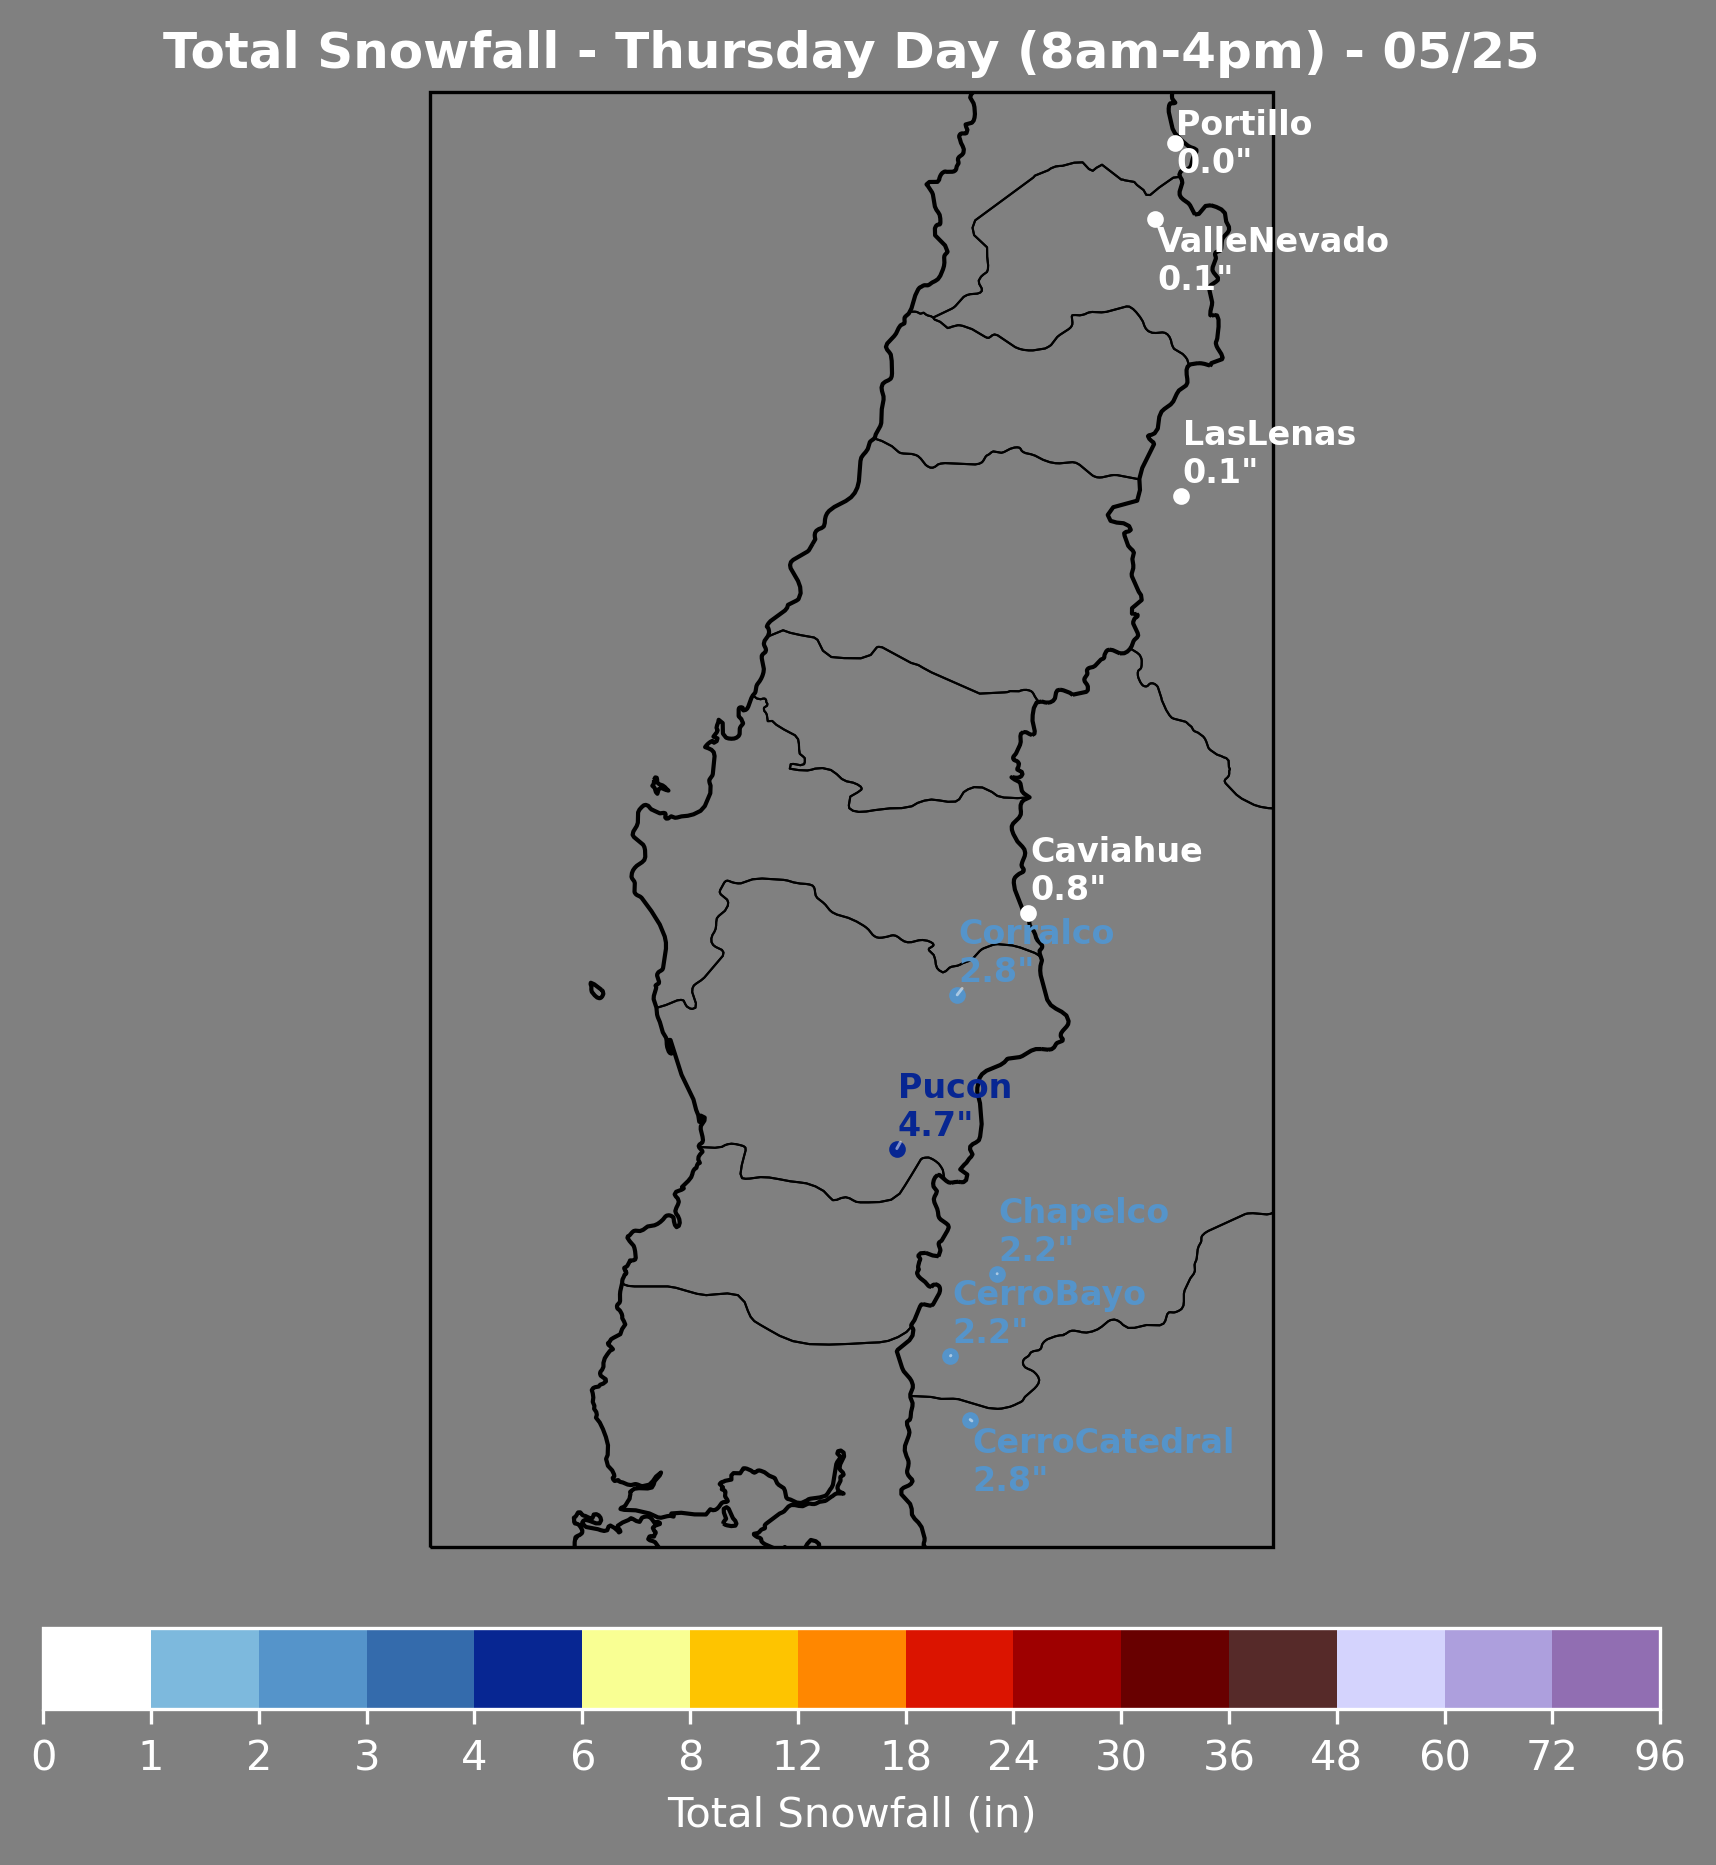 Total Snowfall - Thursday Day (8am-4pm) - 05/25
Portillo
0.0"
ValleNevado
0.1"
LasLenas
0.1"
Caviahue
0.8"
Corralco
2.8"
Pucon
4.7"
Chapelco
2.2"
CerroBayo
2.2"
CerroCatedral
2.8"
0 1 2 3 4 6 8 12 18 24 30 36 48 60 72 96
Total Snowfall (in)